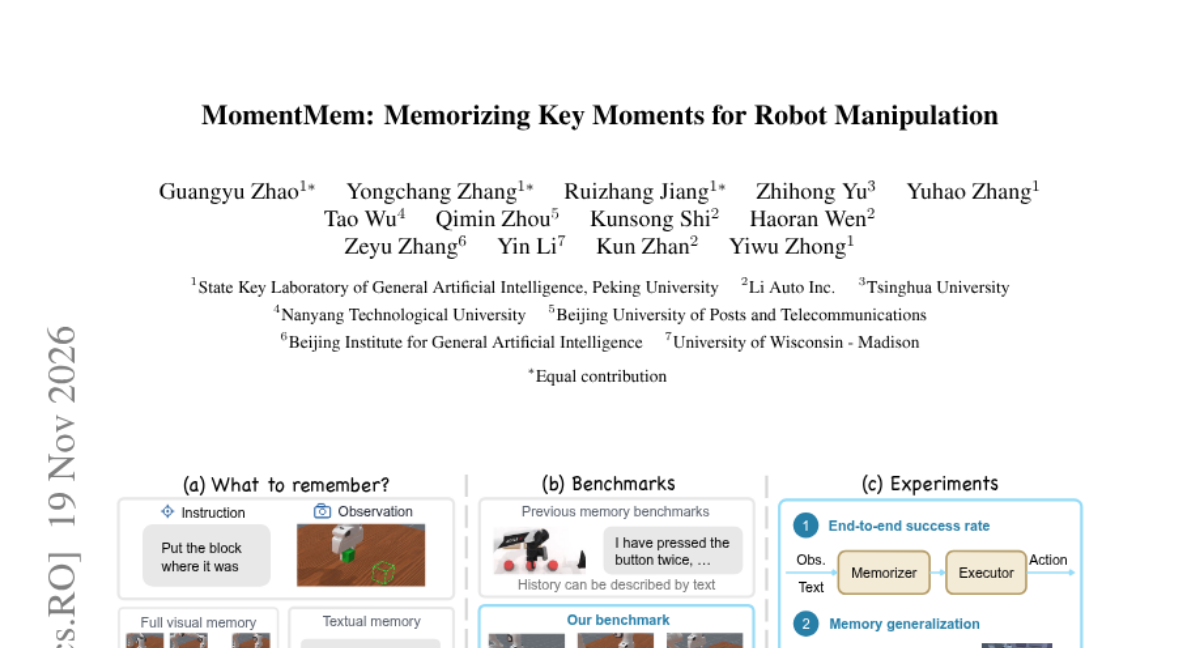 MomentMem: Memorizing Key Moments for Robot Manipulation
Guangyu Zhao1* Yongchang Zhang1* Ruizhang Jiang1* Zhihong Yu3 Yuhao Zhang1
Tao Wu4 Qimin Zhou5 Kunsong Shi2 Haoran Wen2
Zeyu Zhang6 Yin Li7 Kun Zhan2 Yiwu Zhong1
1State Key Laboratory of General Artificial Intelligence, Peking University 2Li Auto Inc. 3Tsinghua University
4Nanyang Technological University 5Beijing University of Posts and Telecommunications
6Beijing Institute for General Artificial Intelligence 7University of Wisconsin - Madison
*Equal contribution
cs.RO] 19 Nov 2026
(a) What to remember?
Instruction
Observation
Put the block
where it was
Full visual memory
Textual memory
(b) Benchmarks
Previous memory benchmarks
I have pressed the
button twice, ...
History can be described by text
Our benchmark
(c) Experiments
1 End-to-end success rate
Obs.
Text
Memorizer
Executor
Action
2 Memory generalization